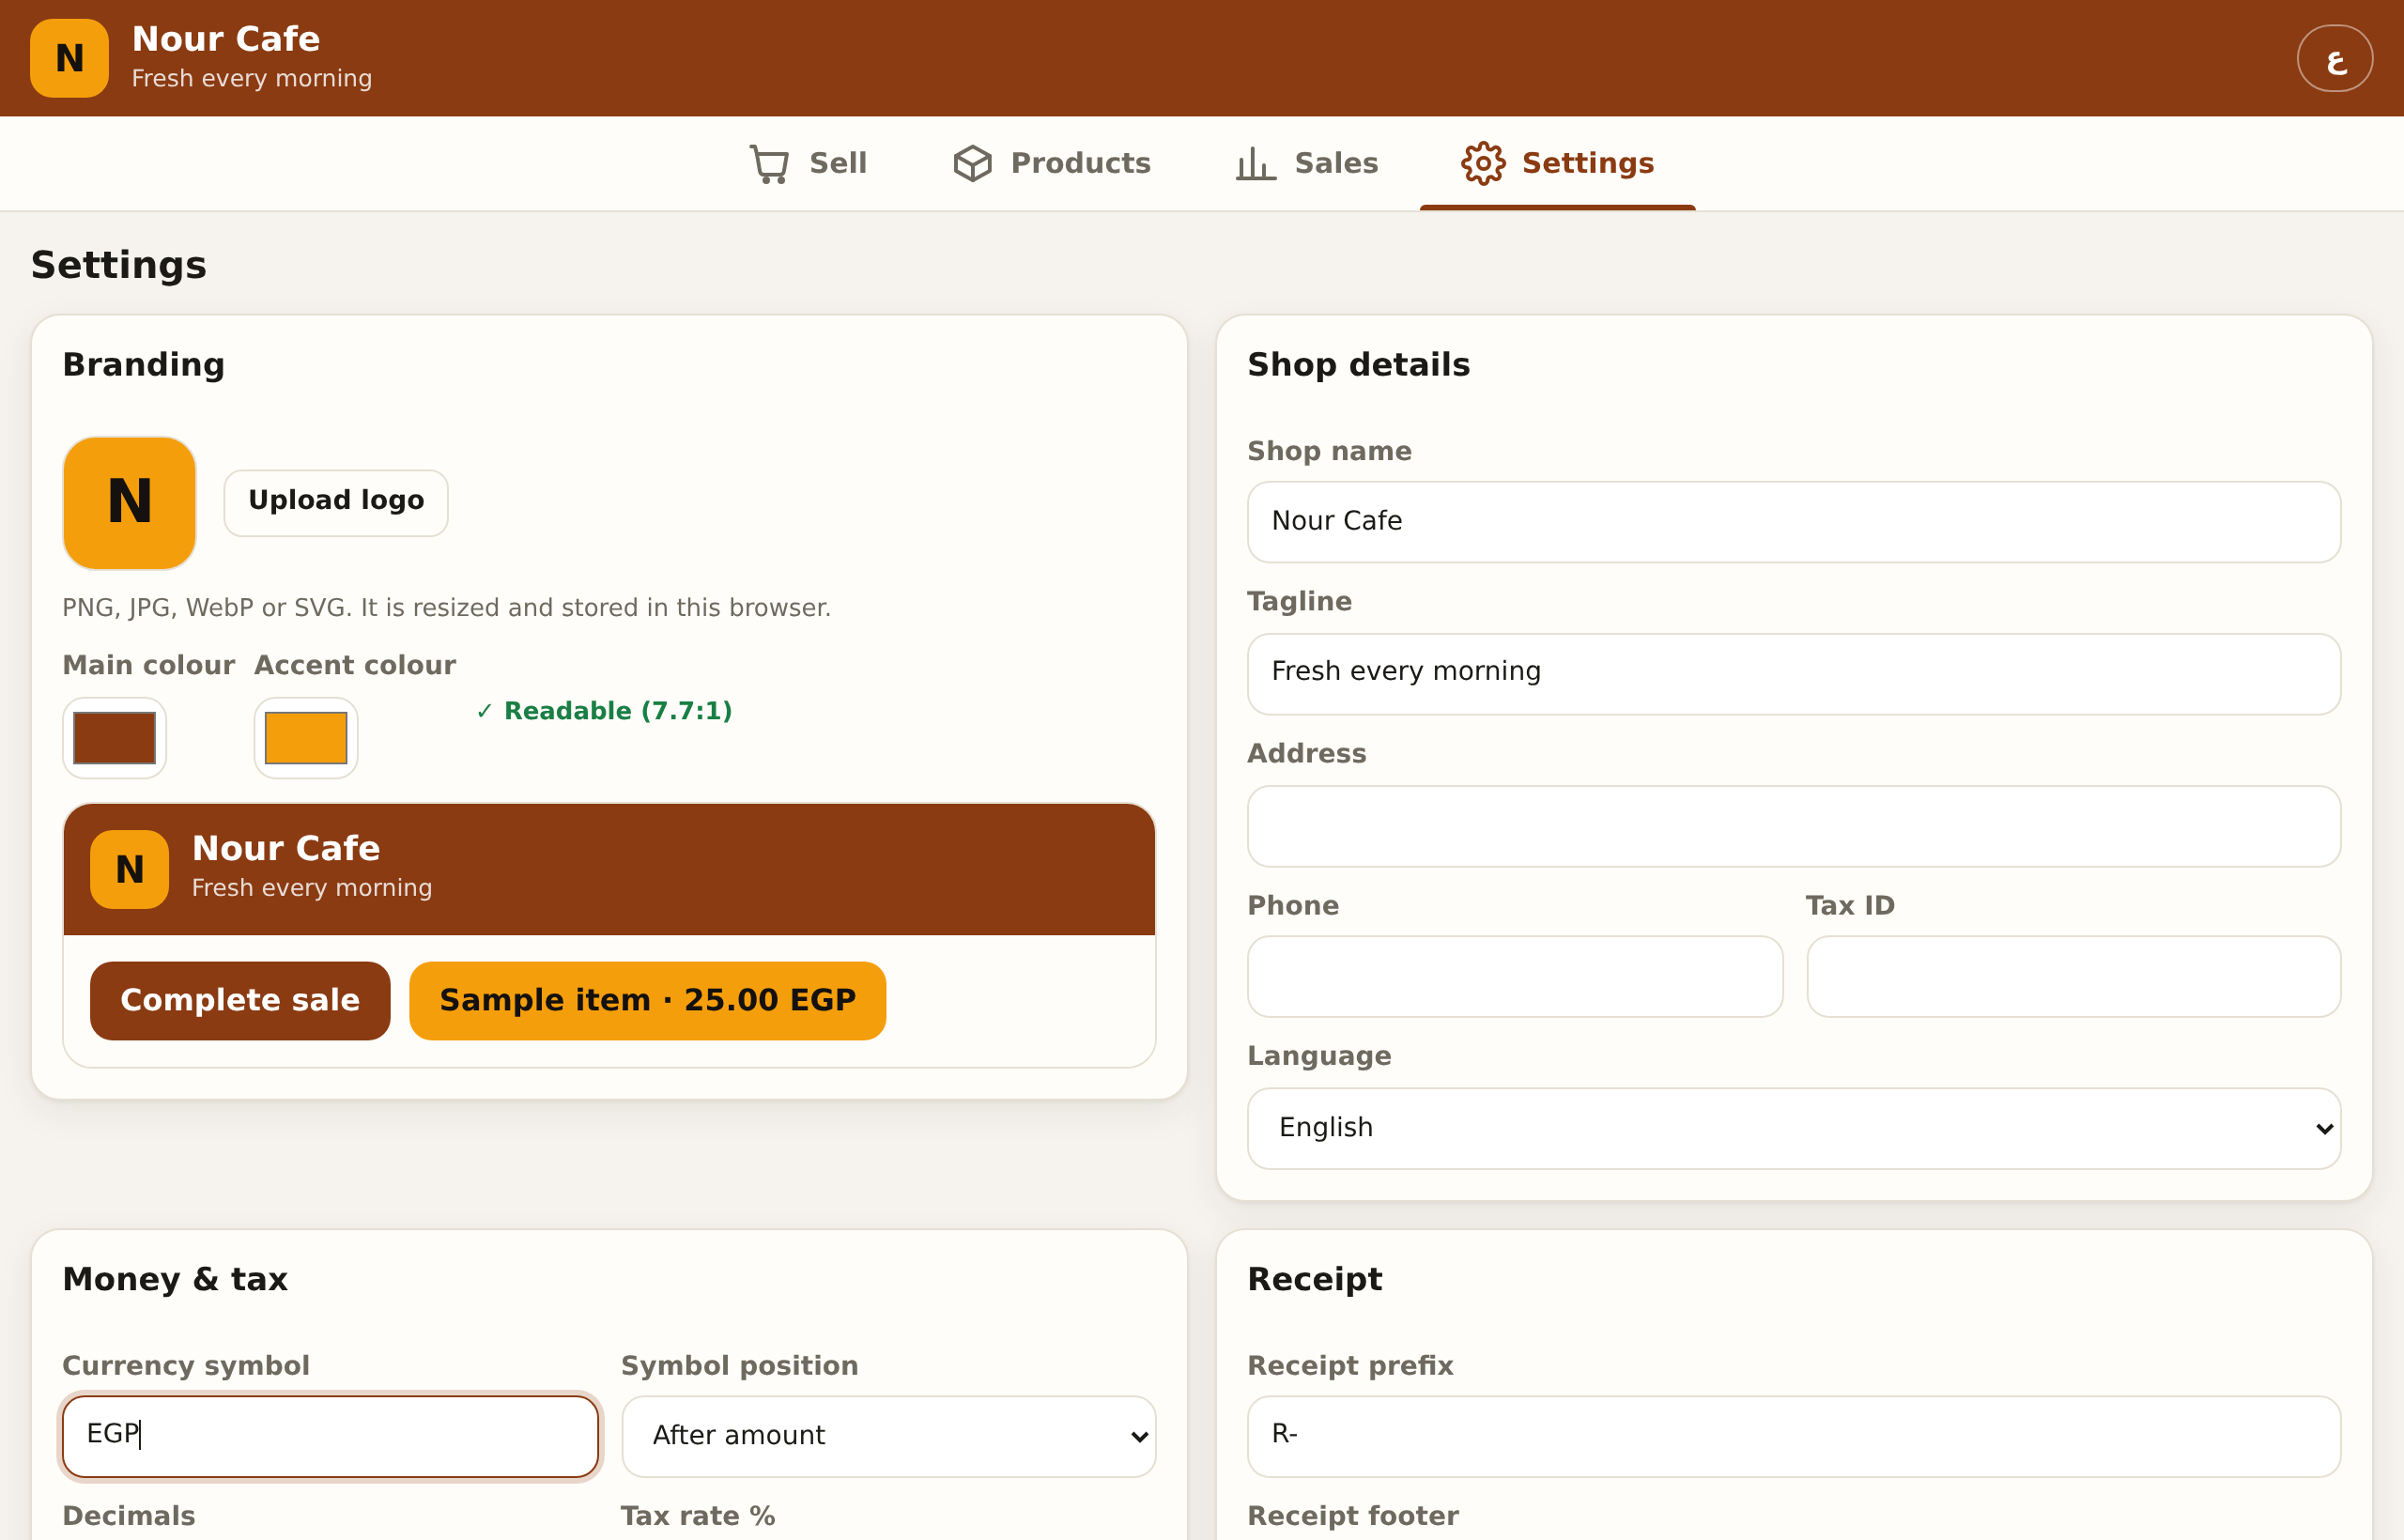 N
Nour Cafe
Fresh every morning
ع
Sell
Products
Sales
Settings
Settings
Branding
N
Upload logo
PNG, JPG, WebP or SVG. It is resized and stored in this browser.
Main colour
Accent colour
✓ Readable (7.7:1)
N
Nour Cafe
Fresh every morning
Complete sale
Sample item · 25.00 EGP
Shop details
Shop name
Nour Cafe
Tagline
Fresh every morning
Address
Phone
Tax ID
Language
English
Money & tax
Currency symbol
EGP
Symbol position
After amount
Decimals
Tax rate %
Receipt
Receipt prefix
R-
Receipt footer